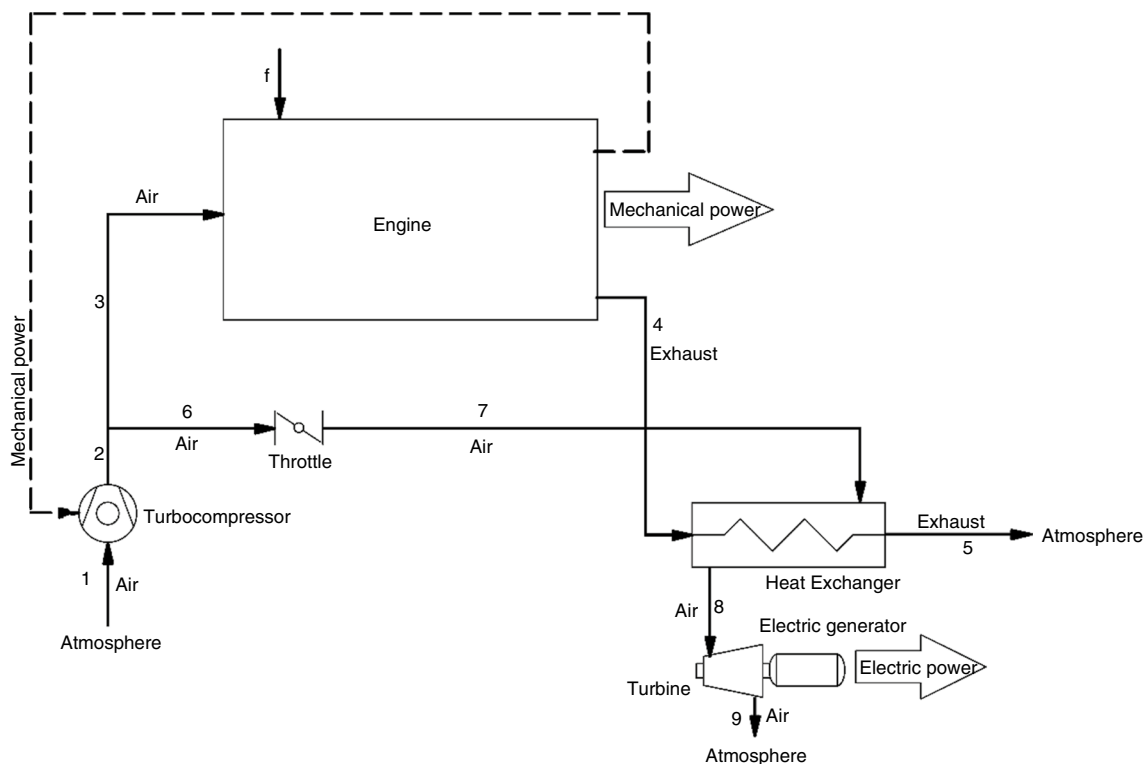 f
Air
Engine
Mechanical power
3
4
Exhaust
Mechanical power
6
7
Air
Air
2
Throttle
Turbocompressor
Exhaust
5
Atmosphere
1
Air
Heat Exchanger
Air
8
Atmosphere
Electric generator
Electric power
Turbine
9
Air
Atmosphere